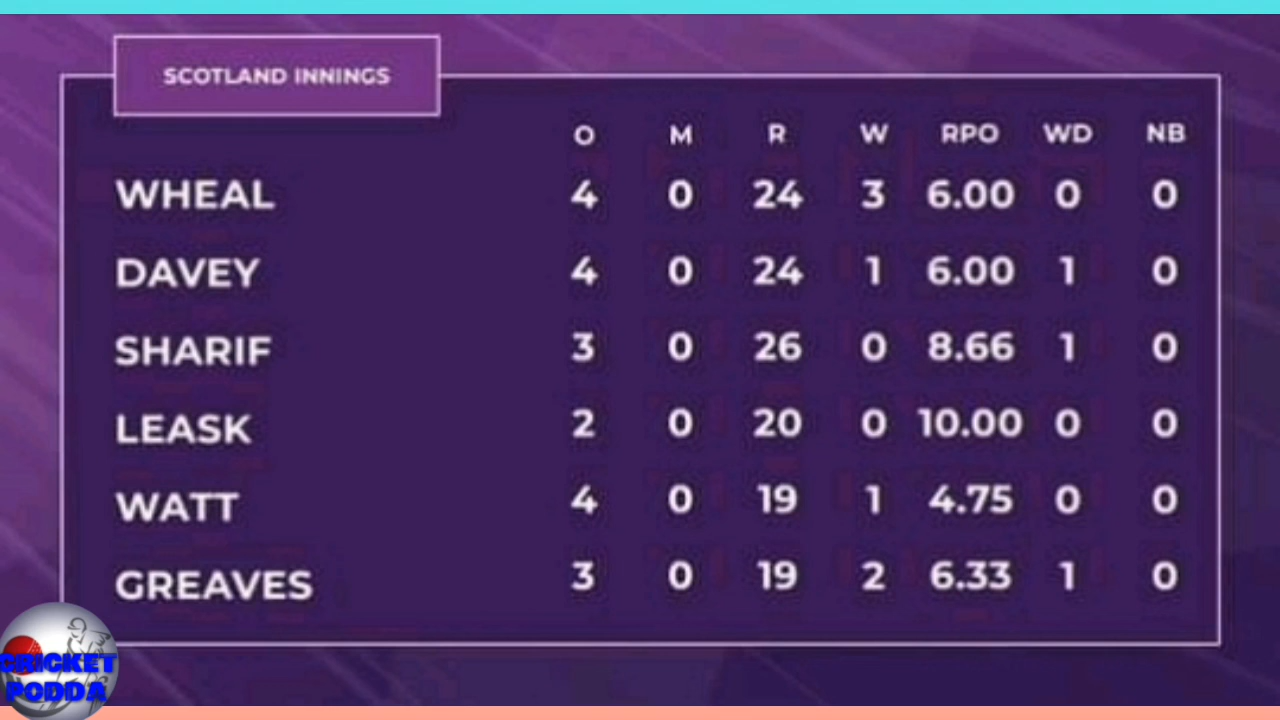 SCOTLAND INNINGS
O M R W RPO WD NB
WHEAL 4 0 24 3 6.00 0 0
DAVEY 4 0 24 1 6.00 1 0
SHARIF 3 0 26 0 8.66 1 0
LEASK 2 0 20 0 10.00 0 0
WATT 4 0 19 1 4.75 0 0
GREAVES 3 0 19 2 6.33 1 0
CRICKET
PODDA